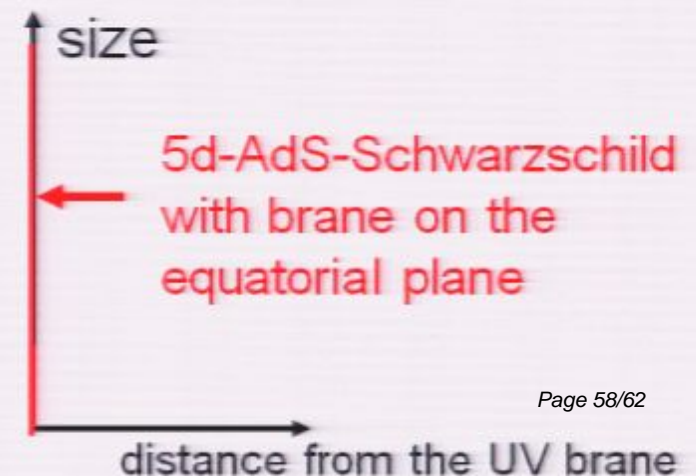 size
5d-AdS-Schwarzschild
with brane on the
equatorial plane
Page 58/62
distance from the UV brane